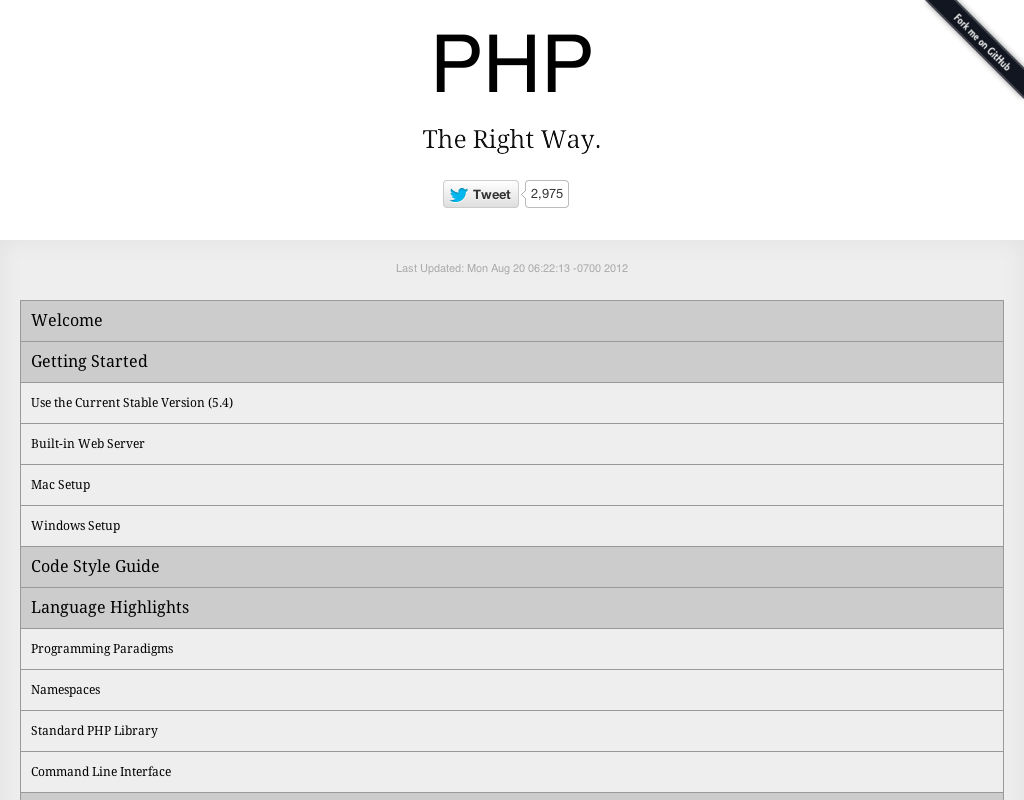 Fork me on GitHub
PHP
The Right Way.
Tweet 2,975
Last Updated: Mon Aug 20 06:22:13 -0700 2012
Welcome
Getting Started
Use the Current Stable Version (5.4)
Built-in Web Server
Mac Setup
Windows Setup
Code Style Guide
Language Highlights
Programming Paradigms
Namespaces
Standard PHP Library
Command Line Interface